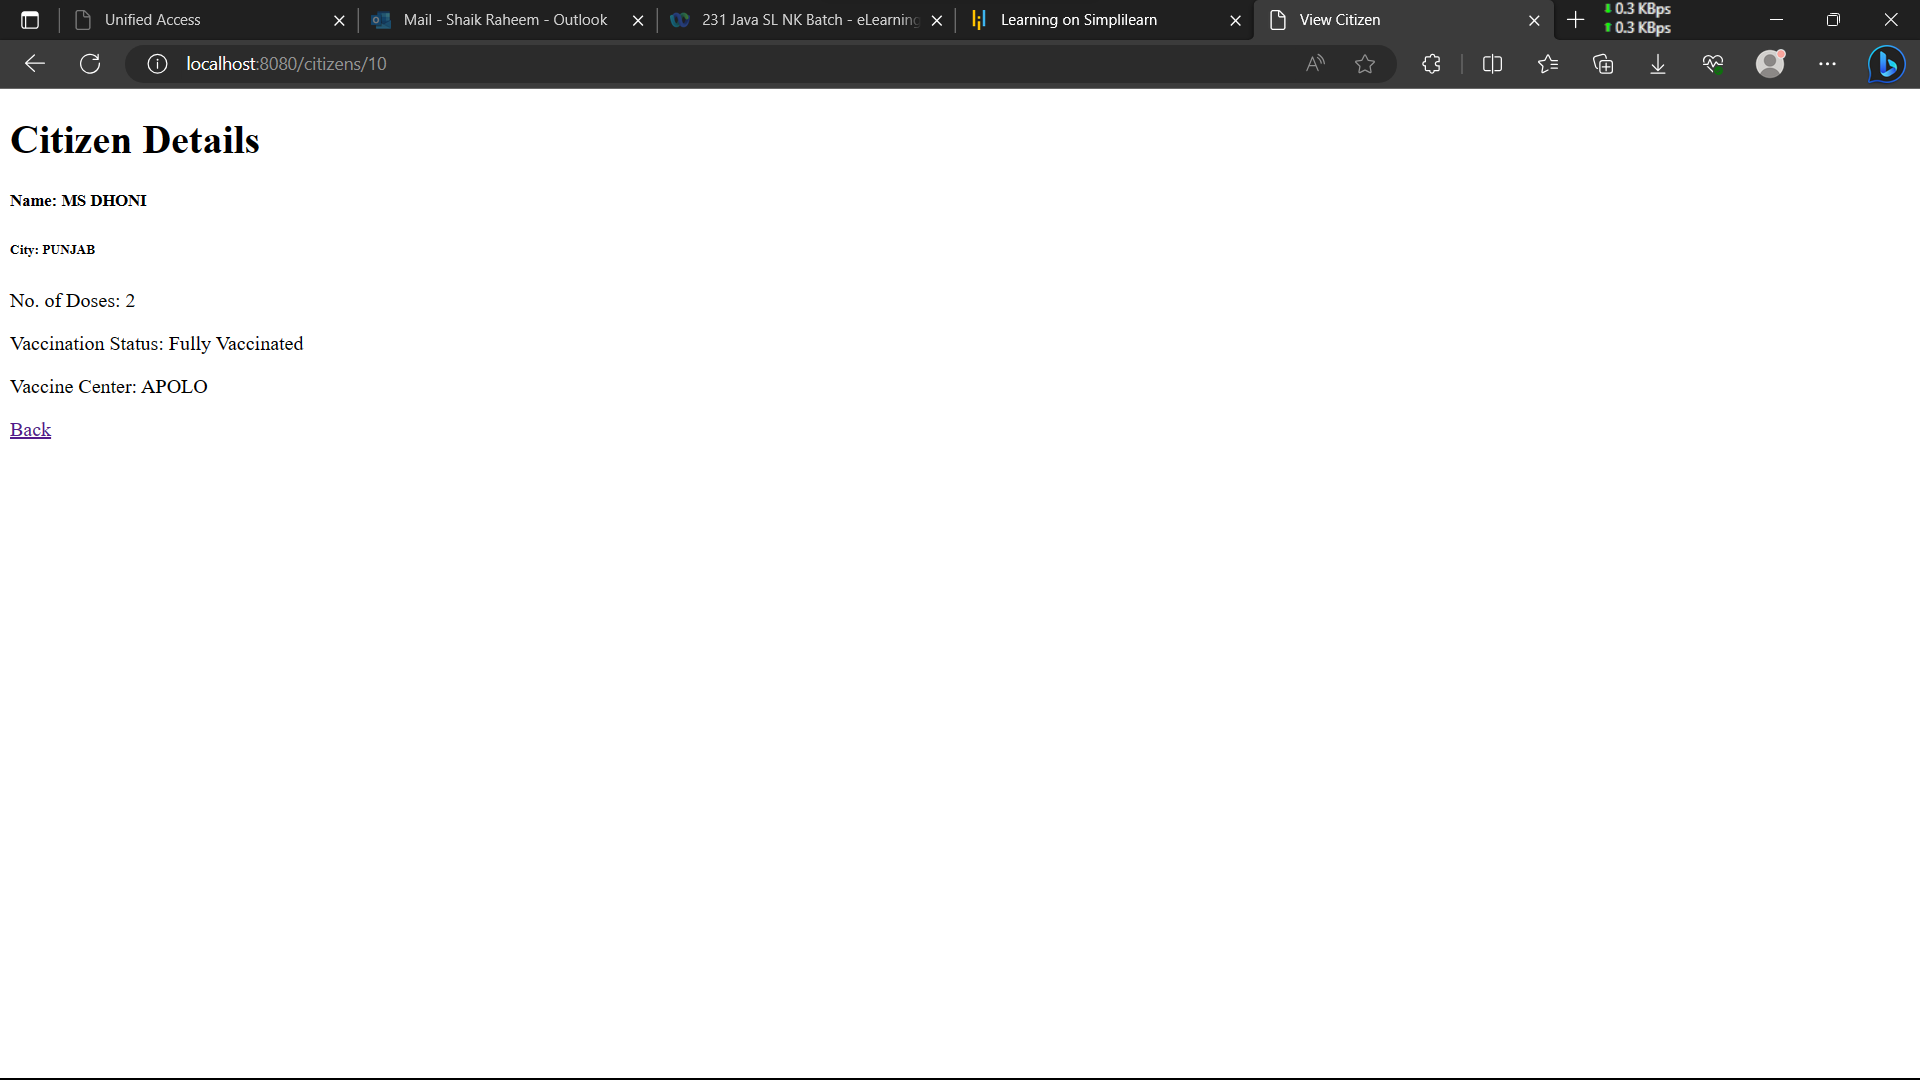 Unified Access
Mail - Shaik Raheem - Outlook
231 Java SL NK Batch - eLearning
Learning on Simplilearn
View Citizen
0.3 KBps
0.3 KBps
localhost:8080/citizens/10
Citizen Details
Name: MS DHONI
City: PUNJAB
No. of Doses: 2
Vaccination Status: Fully Vaccinated
Vaccine Center: APOLO
Back